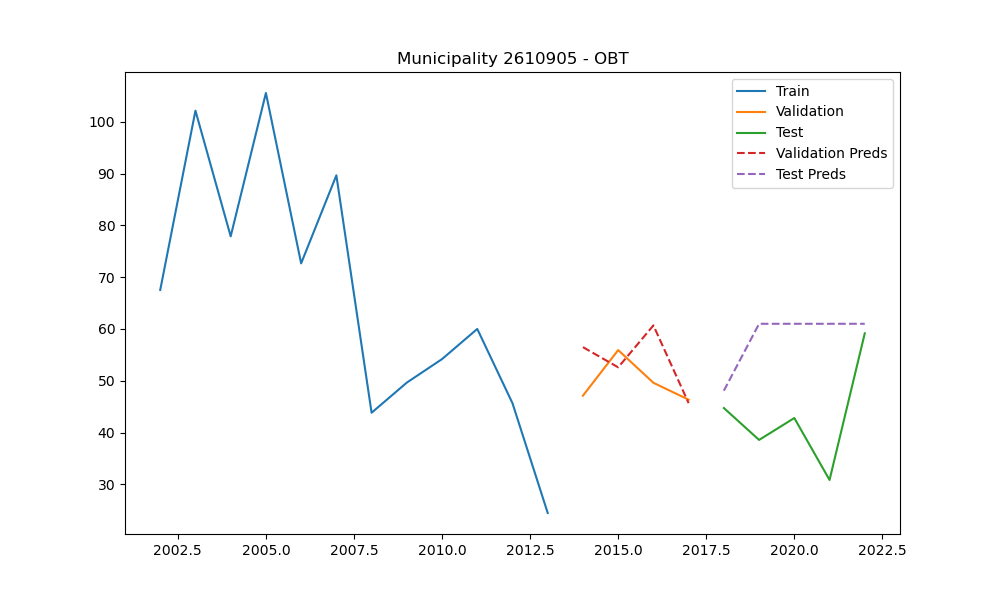 Municipality 2610905 - OBT
Train
Validation
Test
Validation Preds
Test Preds
100
90
80
70
60
50
40
30
2002.5 2005.0 2007.5 2010.0 2012.5 2015.0 2017.5 2020.0 2022.5